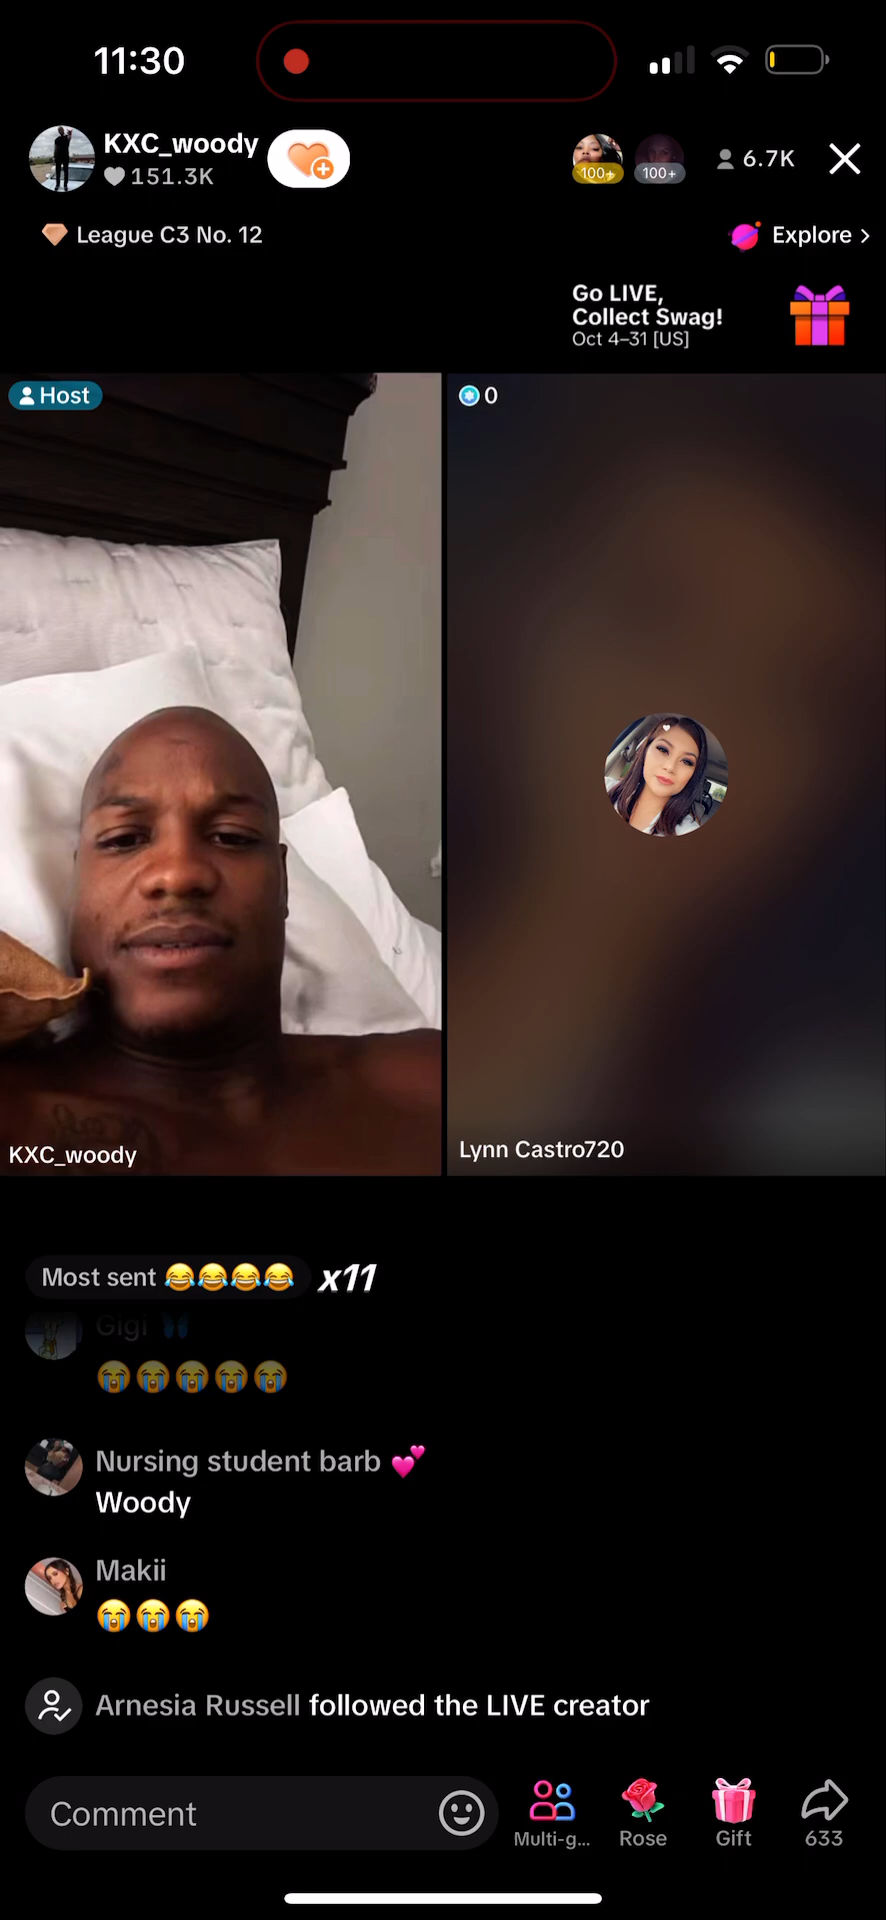 11:30
KXC_woody
151.3K
100+
100+
6.7K
League C3 No. 12
Explore >
Go LIVE,
Collect Swag!
Oct 4–31 [US]
Host
0
KXC_woody
Lynn Castro720
Most sent 😂😂😂😂 x11
Gigi 🦋
😭😭😭😭😭
Nursing student barb 💕
Woody
Makii
😭😭😭
Arnesia Russell followed the LIVE creator
Comment
Multi-g...
Rose
Gift
633